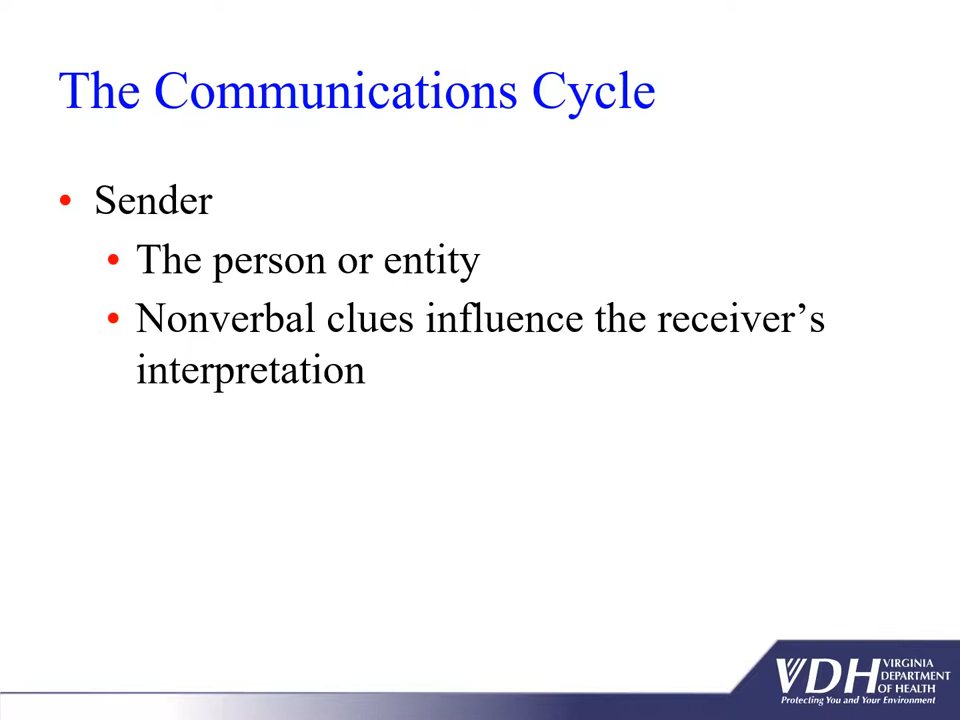 The Communications Cycle
• Sender
• The person or entity
• Nonverbal clues influence the receiver’s
interpretation
VDH VIRGINIA
DEPARTMENT
OF HEALTH
Protecting You and Your Environment